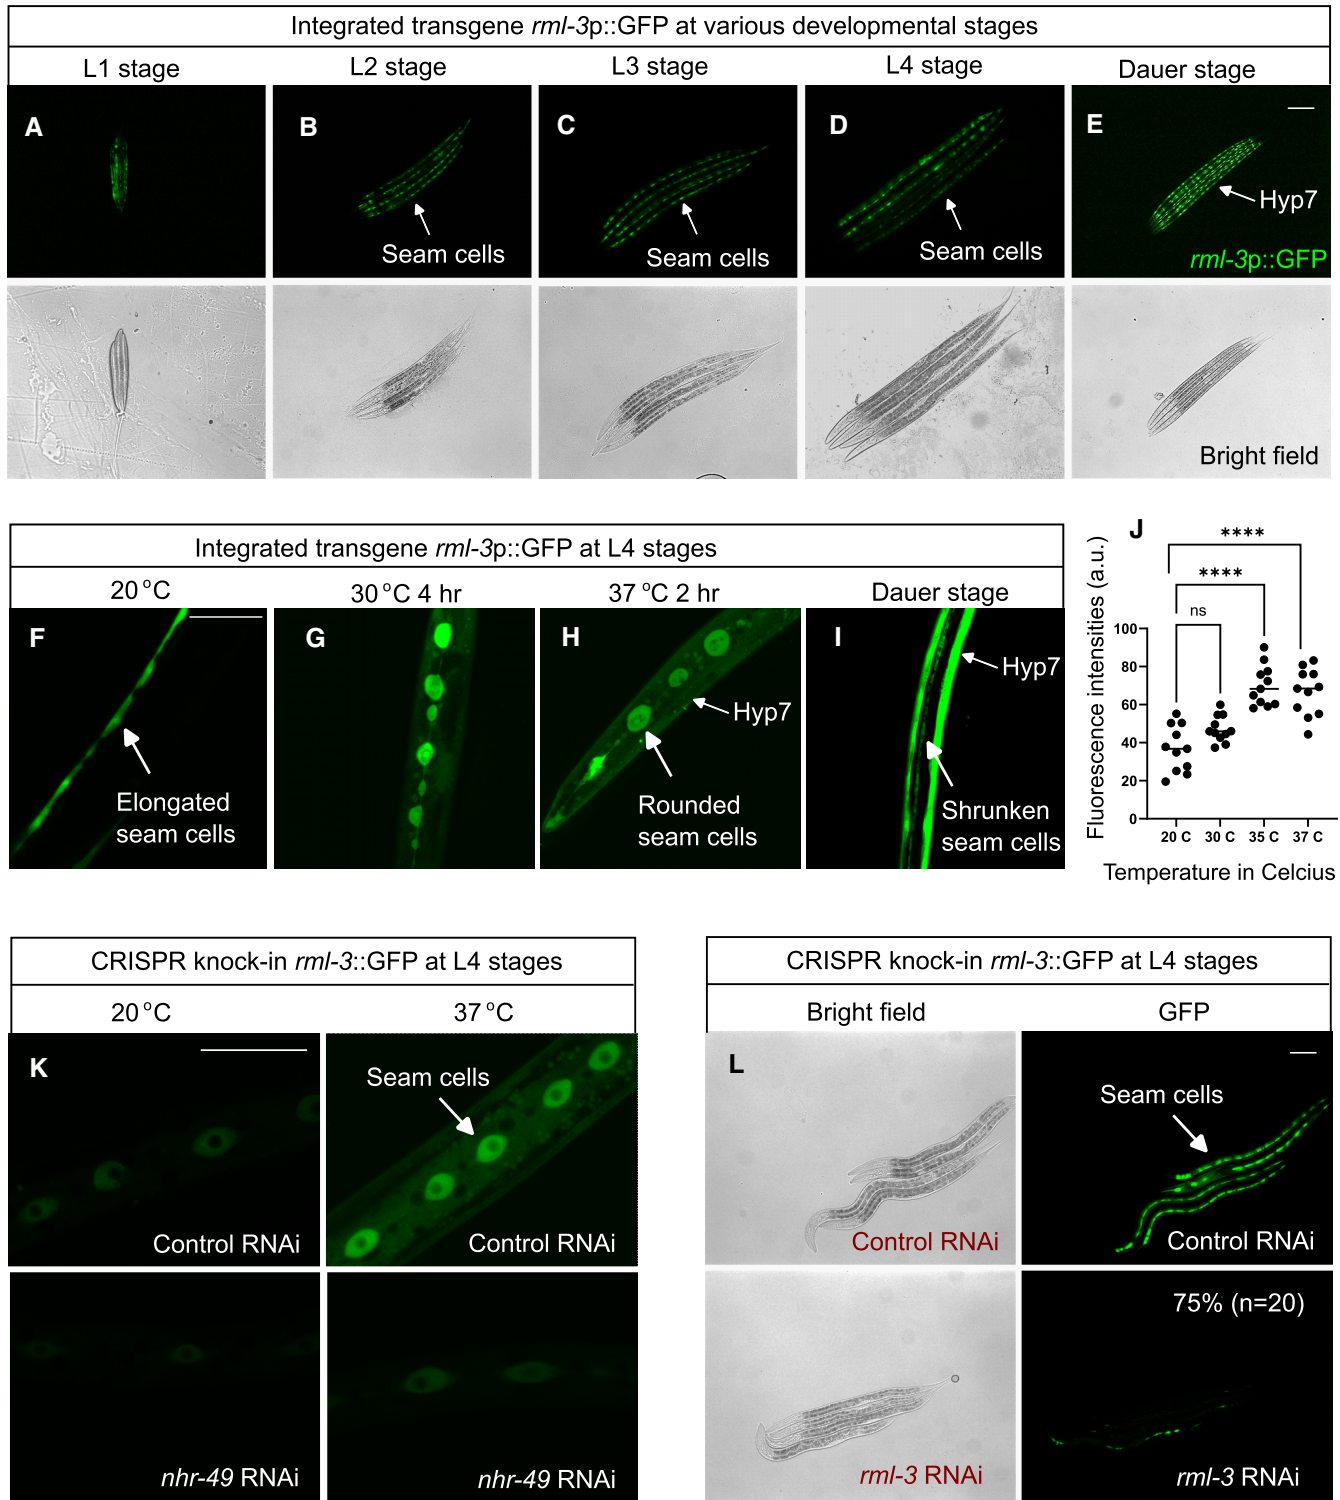 Integrated transgene rml-3p::GFP at various developmental stages
L1 stage
L2 stage
L3 stage
L4 stage
Dauer stage
A
B
C
D
E
Seam cells
Seam cells
Seam cells
Hyp7
rml-3p::GFP
Bright field
Integrated transgene rml-3p::GFP at L4 stages
20 °C
30 °C 4 hr
37 °C 2 hr
Dauer stage
F
G
H
I
Elongated
seam cells
Hyp7
Rounded
seam cells
Hyp7
Shrunken
seam cells
J
****
****
ns
Fluorescence intensities (a.u.)
100
80
60
40
20
0
20 C
30 C
35 C
37 C
Temperature in Celcius
CRISPR knock-in rml-3::GFP at L4 stages
20 °C
37 °C
K
Seam cells
Control RNAi
Control RNAi
nhr-49 RNAi
nhr-49 RNAi
CRISPR knock-in rml-3::GFP at L4 stages
Bright field
GFP
L
Seam cells
Control RNAi
Control RNAi
75% (n=20)
rml-3 RNAi
rml-3 RNAi